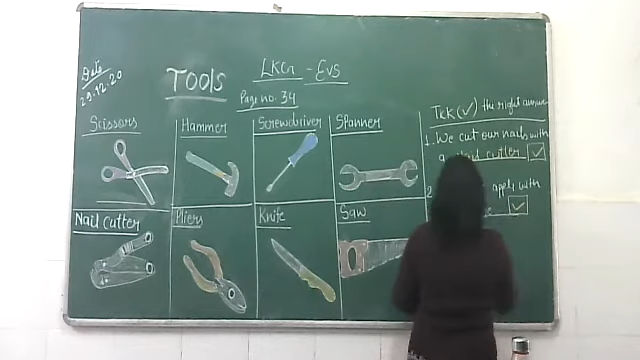 Date
29.12.20
TOOLS
LKG - EVS
Page no. 34
Scissors
Hammer
Screwdriver
Spanner
Nail cutter
Pliers
Knife
Saw
Tick (✓) the right answer
1. We cut our nails with
a nail cutter ✓
2
apple with
✓